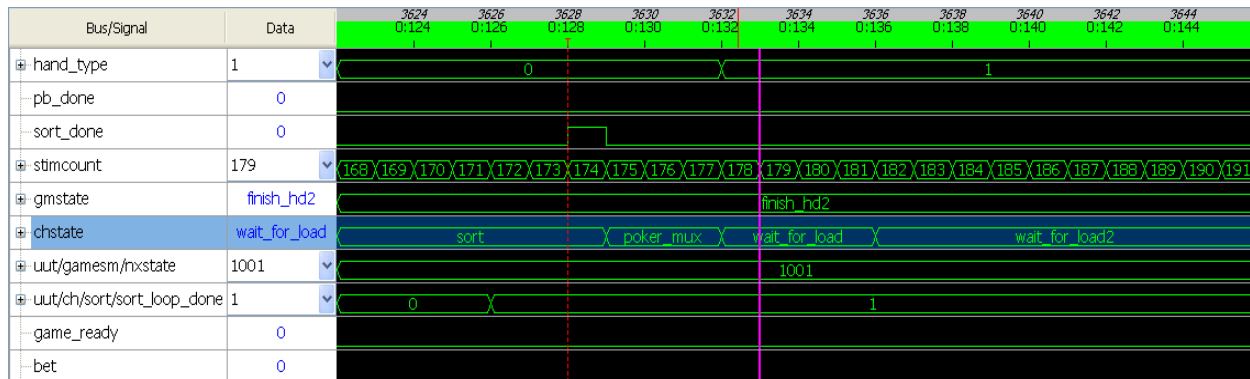 Bus/Signal Data 3624 3626 3628 3630 3632 3634 3636 3638 3640 3642 3644
0:124 0:126 0:128 0:130 0:132 0:134 0:136 0:138 0:140 0:142 0:144
hand_type 1 0 1
pb_done 0
sort_done 0
stimcount 179 168 169 170 171 172 173 174 175 176 177 178 179 180 181 182 183 184 185 186 187 188 189 190 191
gmstate finish_hd2 finish_hd2
chstate wait_for_load sort poker_mux wait_for_load wait_for_load2
uut/gamesm/nxstate 1001 1001
uut/ch/sort/sort_loop_done 1 0 1
game_ready 0
bet 0